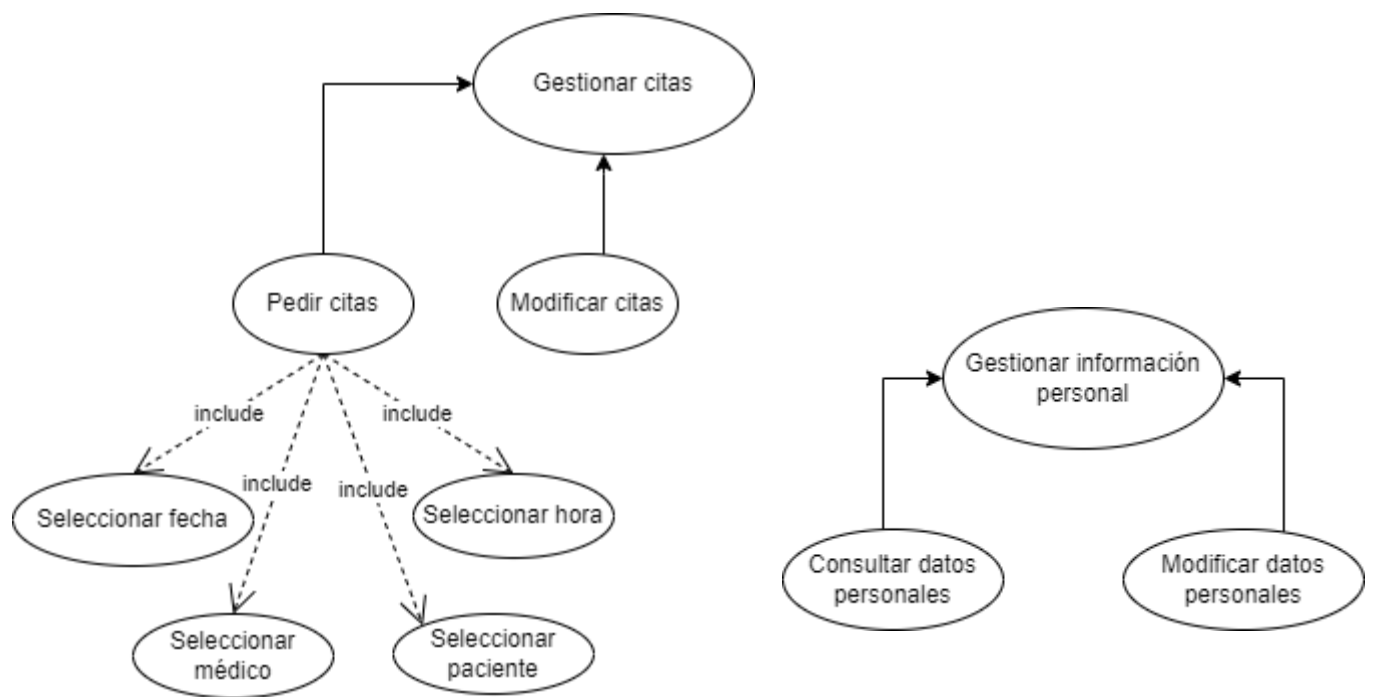 Gestionar citas
Pedir citas
Modificar citas
include
include
include
include
Seleccionar fecha
Seleccionar hora
Seleccionar
médico
Seleccionar
paciente
Gestionar información
personal
Consultar datos
personales
Modificar datos
personales